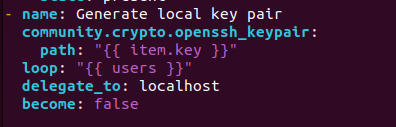 - name: Generate local key pair
  community.crypto.openssh_keypair:
    path: "{{ item.key }}"
  loop: "{{ users }}"
  delegate_to: localhost
  become: false